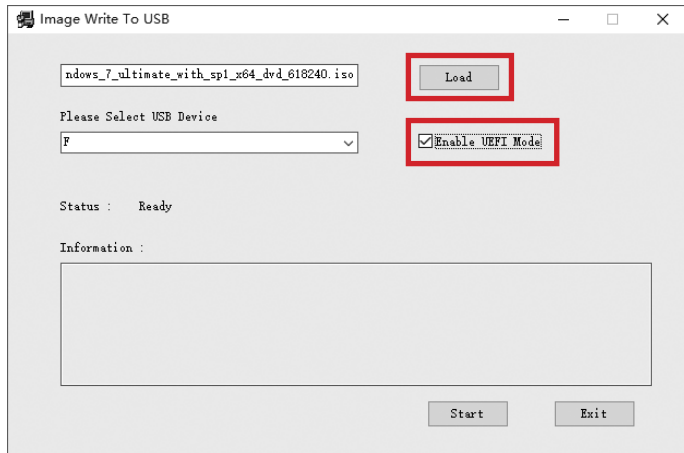 Image Write To USB
ndows_7_ultimate_with_sp1_x64_dvd_618240.iso
Load
Please Select USB Device
F
Enable UEFI Mode
Status : Ready
Information :
Start
Exit